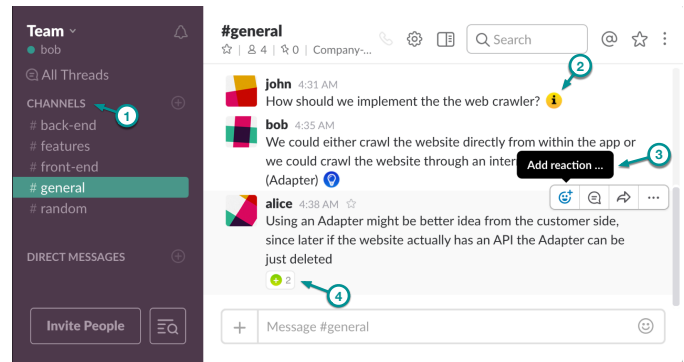 Team
bob
All Threads
CHANNELS
1
# back-end
# features
# front-end
# general
# random
DIRECT MESSAGES
Invite People
#general
4 | 0 | Company-...
Search
@
2
john 4:31 AM
How should we implement the the web crawler? i
bob 4:35 AM
We could either crawl the website directly from within the app or
we could crawl the website through an inter
(Adapter)
Add reaction ...
3
alice 4:38 AM
Using an Adapter might be better idea from the customer side,
since later if the website actually has an API the Adapter can be
just deleted
+ 2
4
+ Message #general